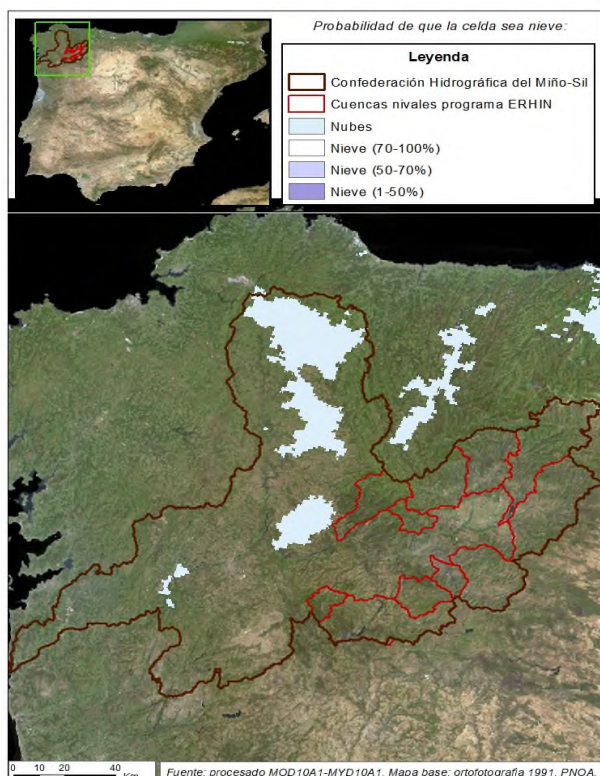 Probabilidad de que la celda sea nieve:
Leyenda
Confederación Hidrográfica del Miño-Sil
Cuencas nivales programa ERHIN
Nubes
Nieve (70-100%)
Nieve (50-70%)
Nieve (1-50%)
0 10 20 40
Km
Fuente: procesado MOD10A1-MYD10A1. Mapa base: ortofotografía 1991, PNOA